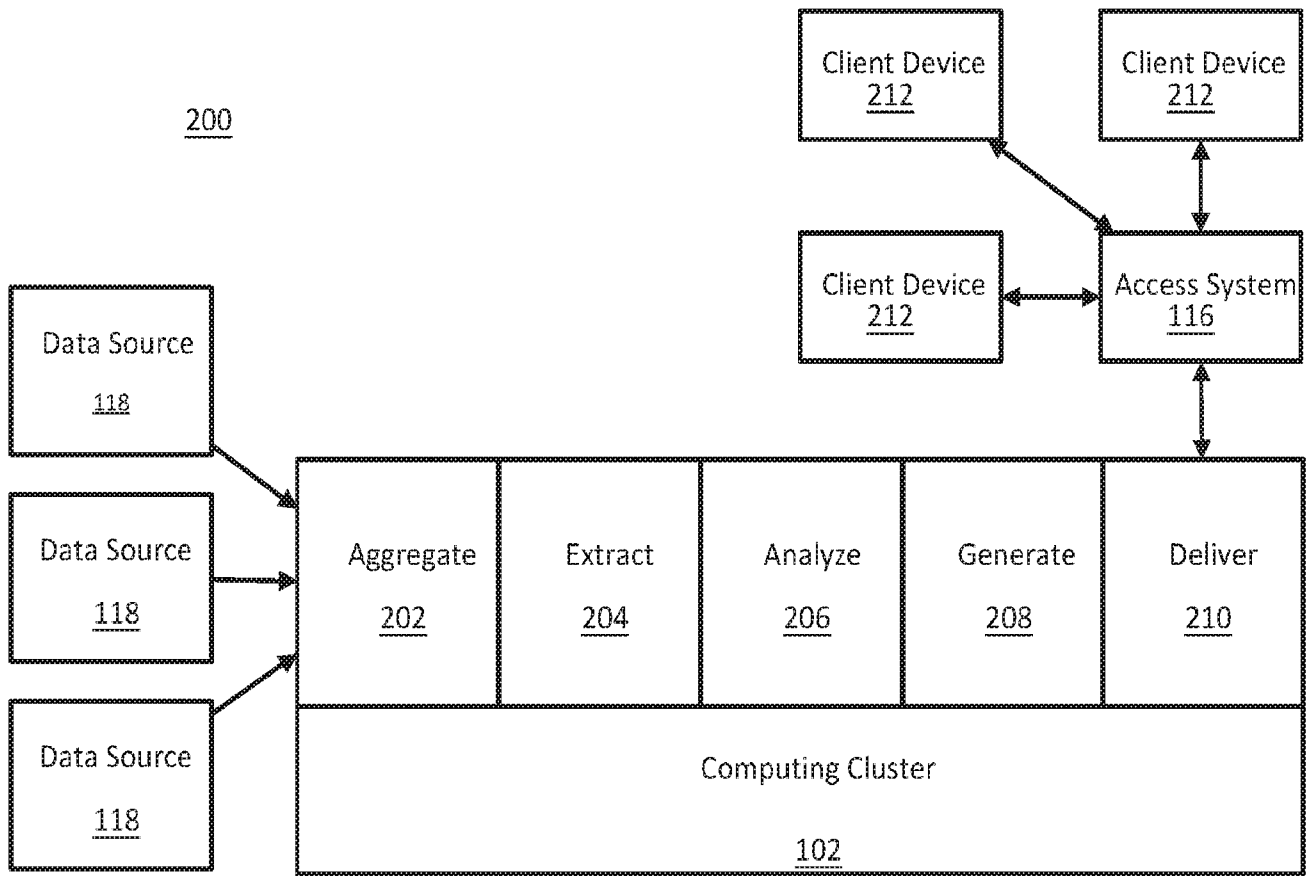 Client Device
212
Client Device
212
200
Client Device
212
Access System
116
Data Source
118
Data Source
118
Data Source
118
Aggregate
202
Extract
204
Analyze
206
Generate
208
Deliver
210
Computing Cluster
102